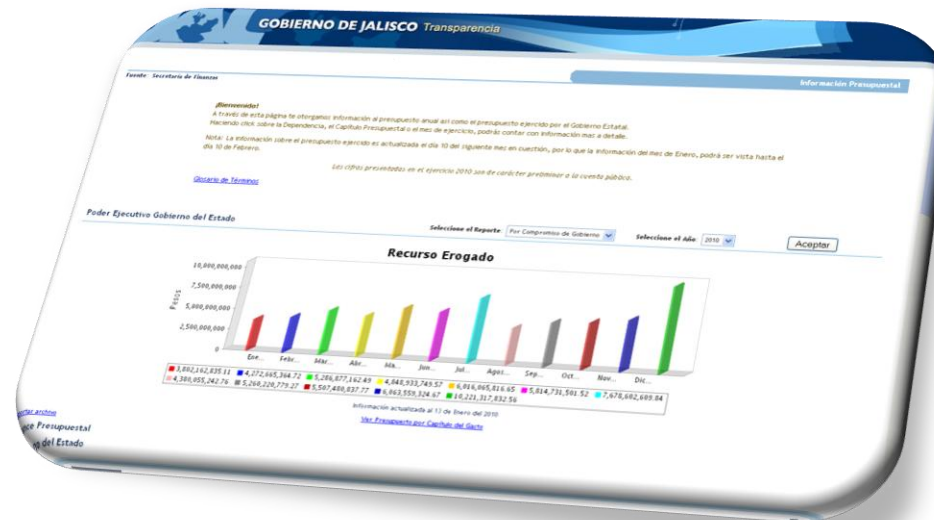 GOBIERNO DE JALISCO Transparencia
Información Presupuestal
Fuente: Secretaría de Finanzas
¡Bienvenido!
A través de esta página te otorgamos información al presupuesto anual así como el presupuesto ejercido por el Gobierno Estatal.
Haciendo click sobre la Dependencia, el Capítulo Presupuestal o el mes de ejercicio, podrás contar con información mas a detalle.
Nota: La información sobre el presupuesto ejercido es actualizada el día 10 del siguiente mes en cuestión, por lo que la información del mes de Enero, podrá ser vista hasta el
día 10 de Febrero.
Las cifras presentadas en el ejercicio 2010 son de carácter preliminar a la cuenta pública.
Glosario de Términos
Poder Ejecutivo Gobierno del Estado
Seleccione el Reporte: Por Compromiso de Gobierno Seleccione el Año: 2010 Aceptar
Recurso Erogado
Pesos
10,000,000,000
7,500,000,000
5,000,000,000
2,500,000,000
0
Ene... Febr... Mar... Abr... Ma... Jun... Jul... Agos... Sep... Oct... Nov... Dic...
3,802,162,835.11 4,272,665,364.72 5,286,877,162.49 4,848,933,749.57 6,016,065,816.65 5,814,731,501.52 7,678,602,609.84
4,380,055,242.76 5,260,220,779.27 5,507,480,837.77 6,063,559,324.67 10,221,317,832.56
Información actualizada al 13 de Enero del 2010
Ver Presupuesto por Capítulo del Gasto
archivo
Presupuestal
del Estado